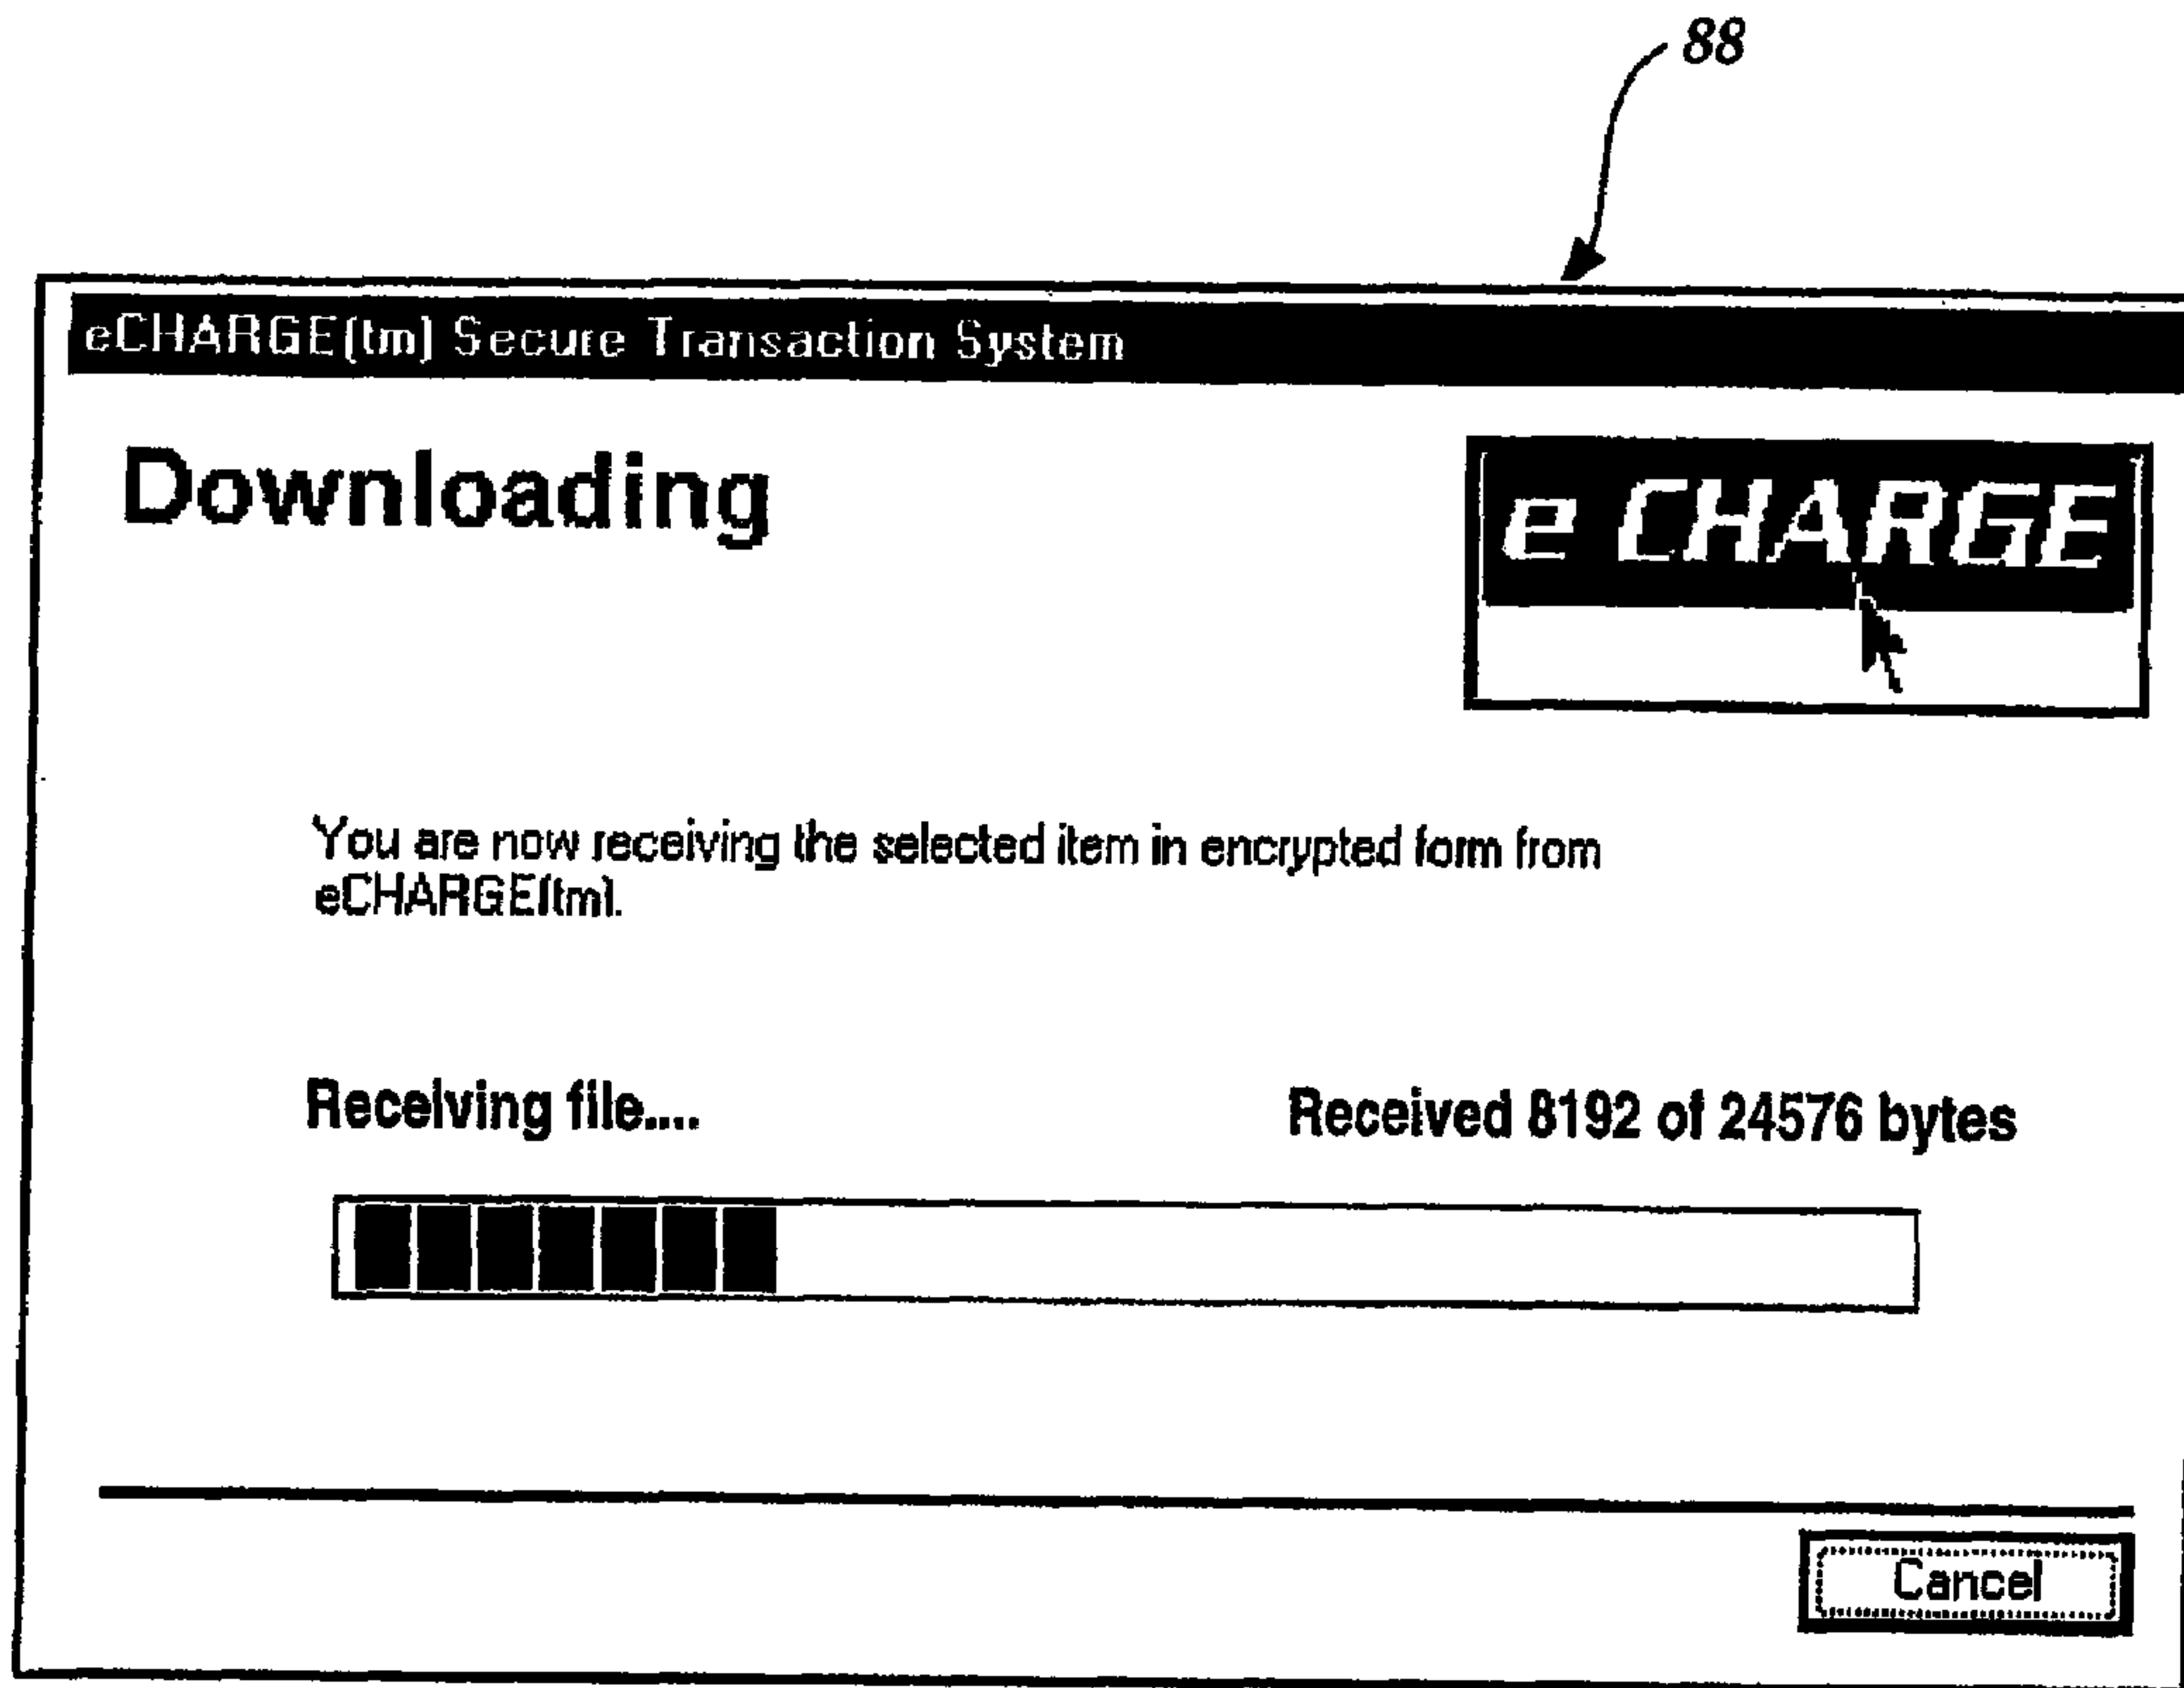 88
eCHARGE(tm) Secure Transaction System
Downloading
e CHARGE
You are now receiving the selected item in encrypted form from
eCHARGE(tm).
Receiving file....
Received 8192 of 24576 bytes
Cancel